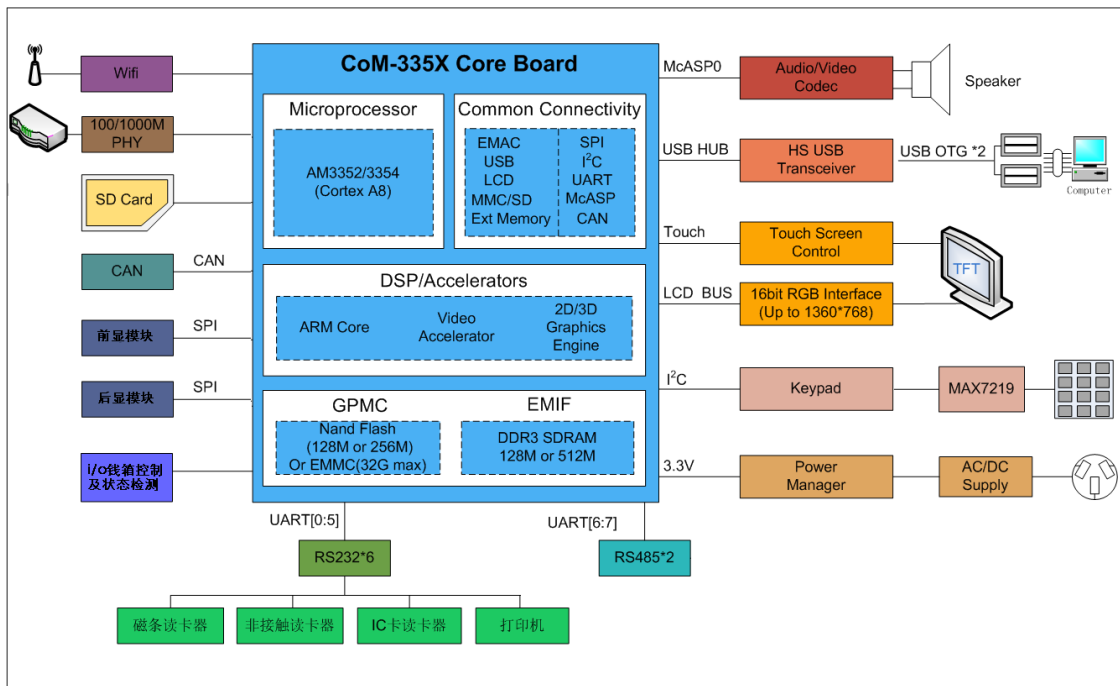 CoM-335X Core Board
Microprocessor
AM3352/3354
(Cortex A8)
Common Connectivity
EMAC
USB
LCD
MMC/SD
Ext Memory
SPI
I²C
UART
McASP
CAN
DSP/Accelerators
ARM Core
Video
Accelerator
2D/3D
Graphics
Engine
GPMC
Nand Flash
(128M or 256M)
Or EMMC(32G max)
EMIF
DDR3 SDRAM
128M or 512M
Wifi
100/1000M
PHY
SD Card
CAN
CAN
前显模块
SPI
后显模块
SPI
i/o钱箱控制
及状态检测
McASP0
Audio/Video
Codec
Speaker
USB HUB
HS USB
Transceiver
USB OTG *2
Computer
Touch
Touch Screen
Control
TFT
LCD BUS
16bit RGB Interface
(Up to 1360*768)
I²C
Keypad
MAX7219
3.3V
Power
Manager
AC/DC
Supply
UART[0:5]
RS232*6
UART[6:7]
RS485*2
磁条读卡器
非接触读卡器
IC卡读卡器
打印机